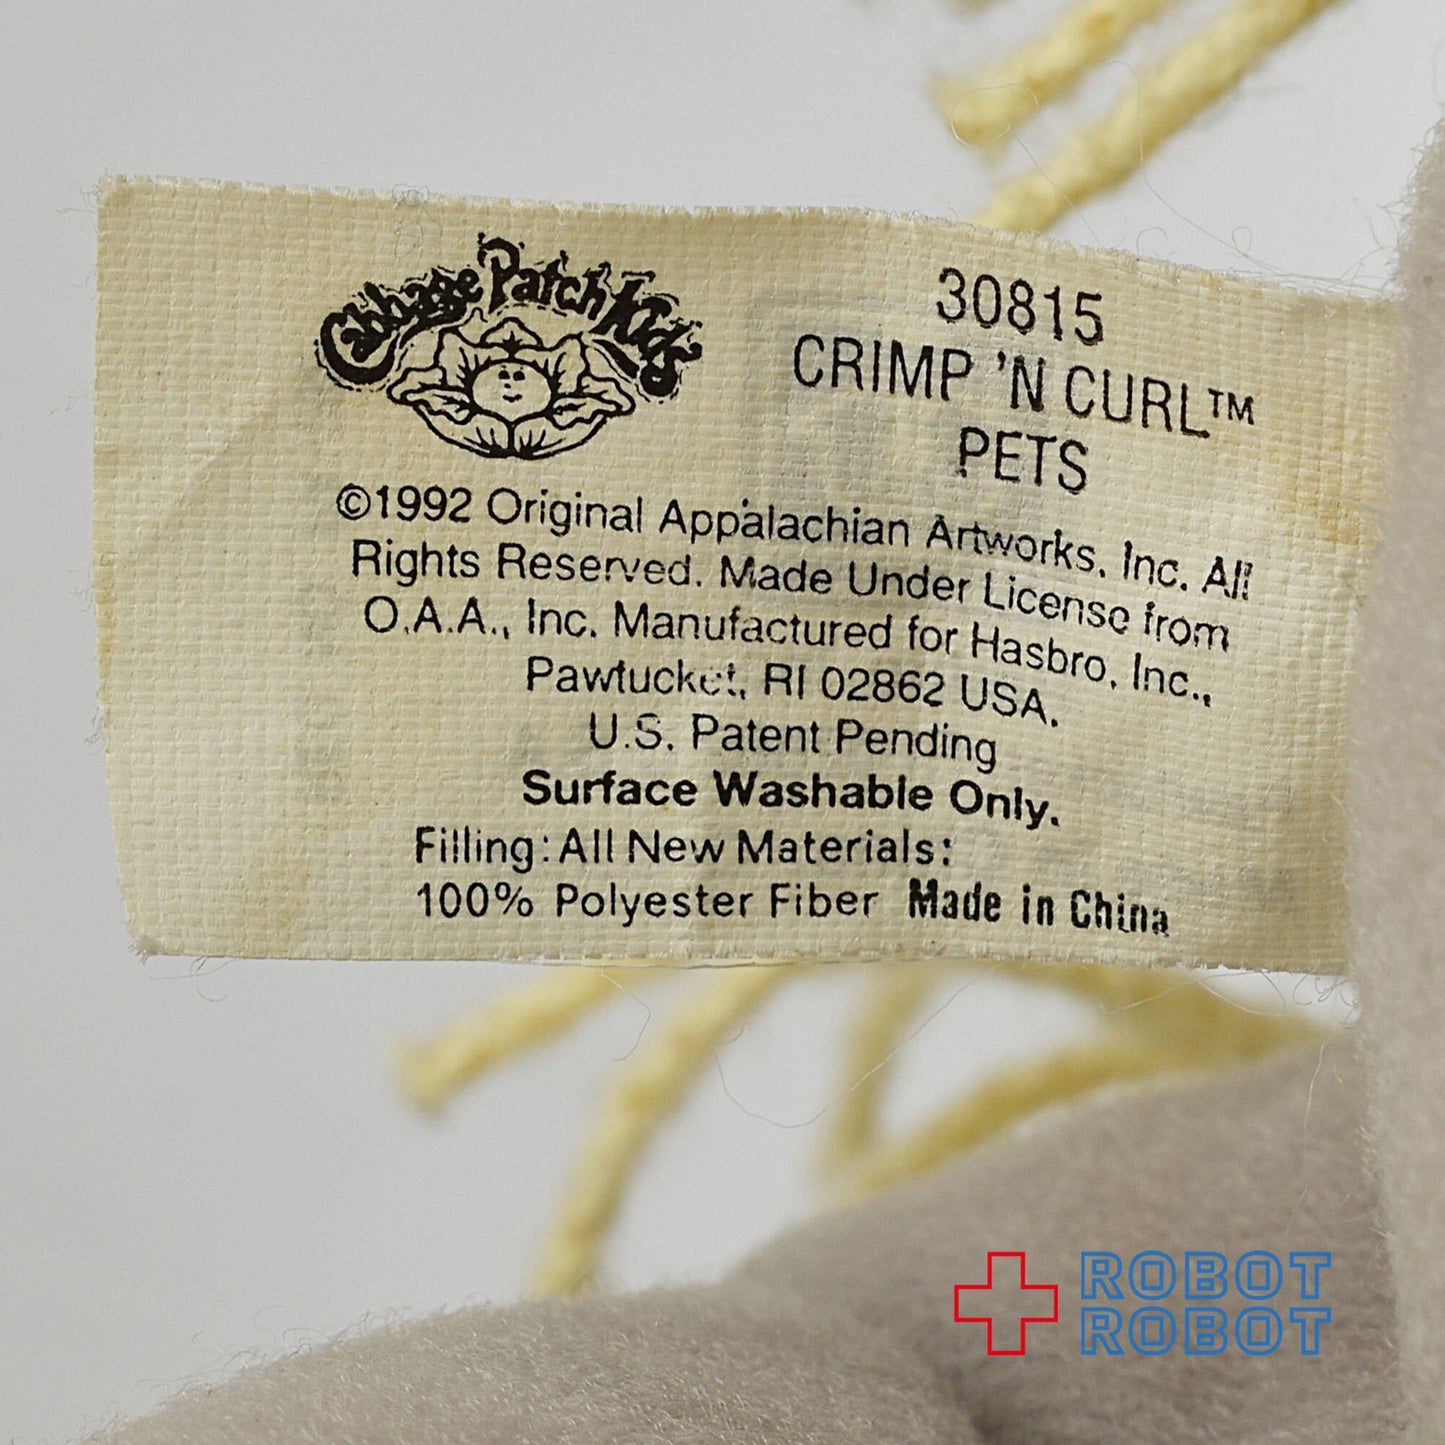 Cabbage Patch Kids
30815
CRIMP 'N CURL™
PETS
©1992 Original Appalachian Artworks, Inc. All
Rights Reserved. Made Under License from
O.A.A., Inc. Manufactured for Hasbro, Inc.,
Pawtucket, RI 02862 USA.
U.S. Patent Pending
Surface Washable Only.
Filling: All New Materials:
100% Polyester Fiber Made in China
ROBOT
ROBOT